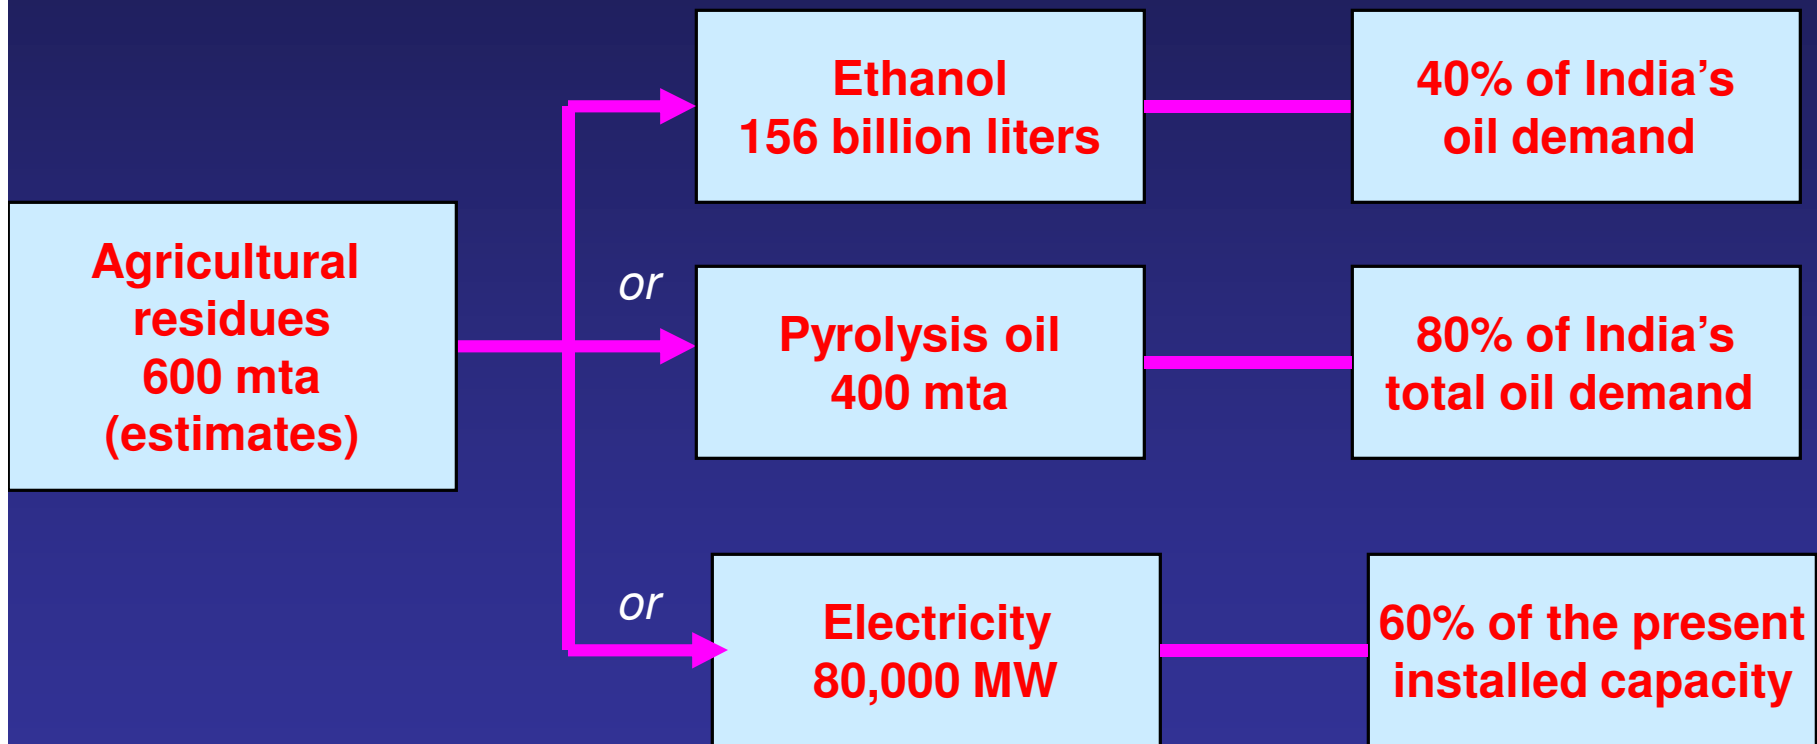 Agricultural
residues
600 mta
(estimates)
Ethanol
156 billion liters
40% of India’s
oil demand
or
Pyrolysis oil
400 mta
80% of India’s
total oil demand
or
Electricity
80,000 MW
60% of the present
installed capacity